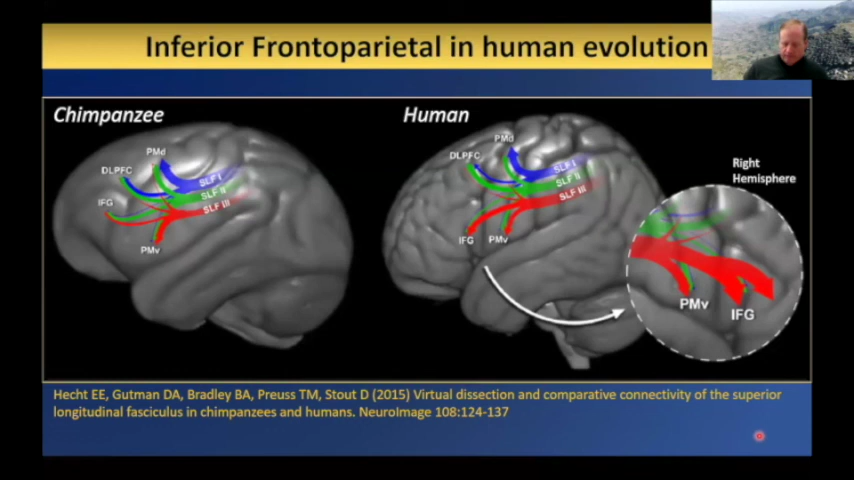 Inferior Frontoparietal in human evolution
Chimpanzee
PMd
DLPFC
SLF I
SLF II
IFG
SLF III
PMv
Human
PMd
DLPFC
SLF I
SLF II
SLF III
IFG
PMv
Right
Hemisphere
PMv
IFG
Hecht EE, Gutman DA, Bradley BA, Preuss TM, Stout D (2015) Virtual dissection and comparative connectivity of the superior
longitudinal fasciculus in chimpanzees and humans. NeuroImage 108:124-137